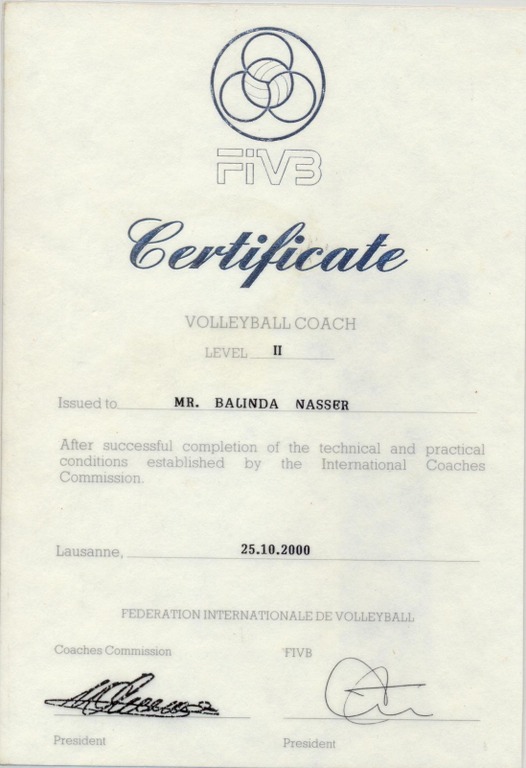 FIVB
Certificate
VOLLEYBALL COACH
LEVEL II
Issued to MR. BALINDA NASSER
After successful completion of the technical and practical
conditions established by the International Coaches
Commission.
Lausanne, 25.10.2000
FEDERATION INTERNATIONALE DE VOLLEYBALL
Coaches Commission FIVB
President President